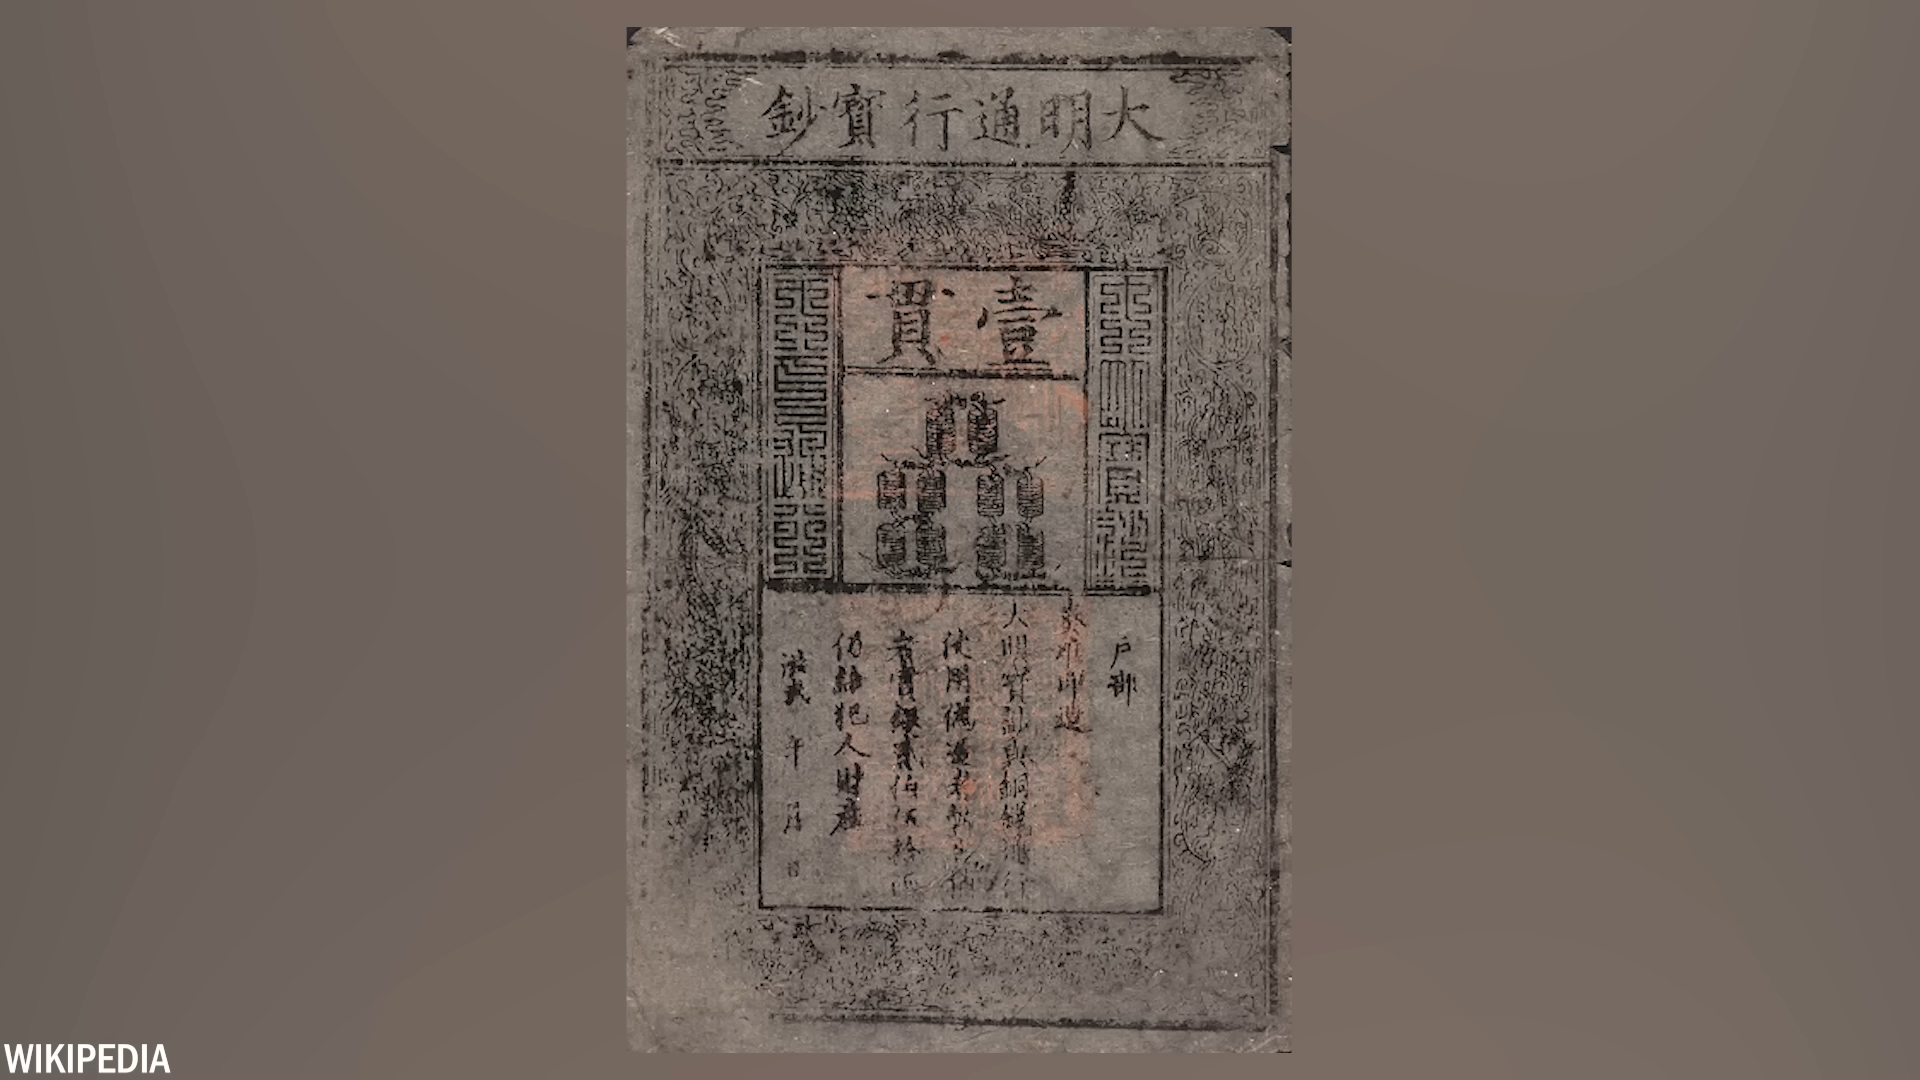 大明通行寶鈔
壹貫
户部
奏准印造
大明寶鈔與銅錢通行
使用偽造者斬告捕
者賞銀貳伯伍拾兩
仍給犯人財產
洪武 年 月 日
WIKIPEDIA